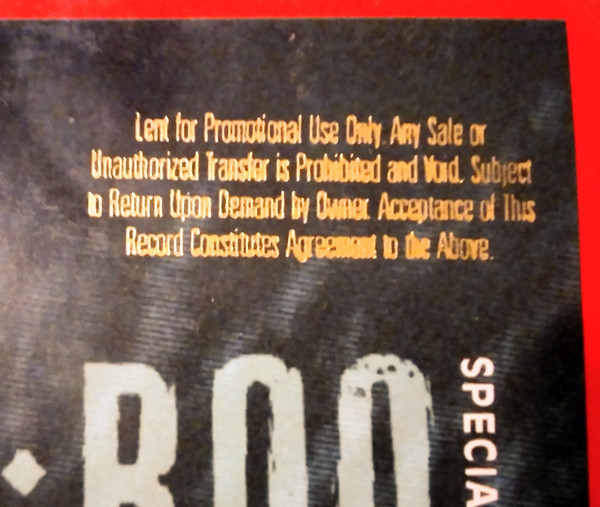 Lent for Promotional Use Only. Any Sale or
Unauthorized Transfer is Prohibited and Void. Subject
to Return Upon Demand by Owner. Acceptance of This
Record Constitutes Agreement to the Above.
BOO
SPECIA